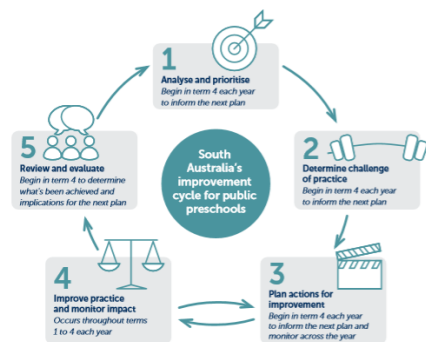 1
Analyse and prioritise
Begin in term 4 each year
to inform the next plan
2
Determine challenge
of practice
Begin in term 4 each year
to inform the next plan
3
Plan actions for
improvement
Begin in term 4 each year
to inform the next plan and
monitor across the year
4
Improve practice
and monitor impact
Occurs throughout terms
1 to 4 each year
5
Review and evaluate
Begin in term 4 to determine
what's been achieved and
implications for the next plan
South
Australia's
improvement
cycle for public
preschools